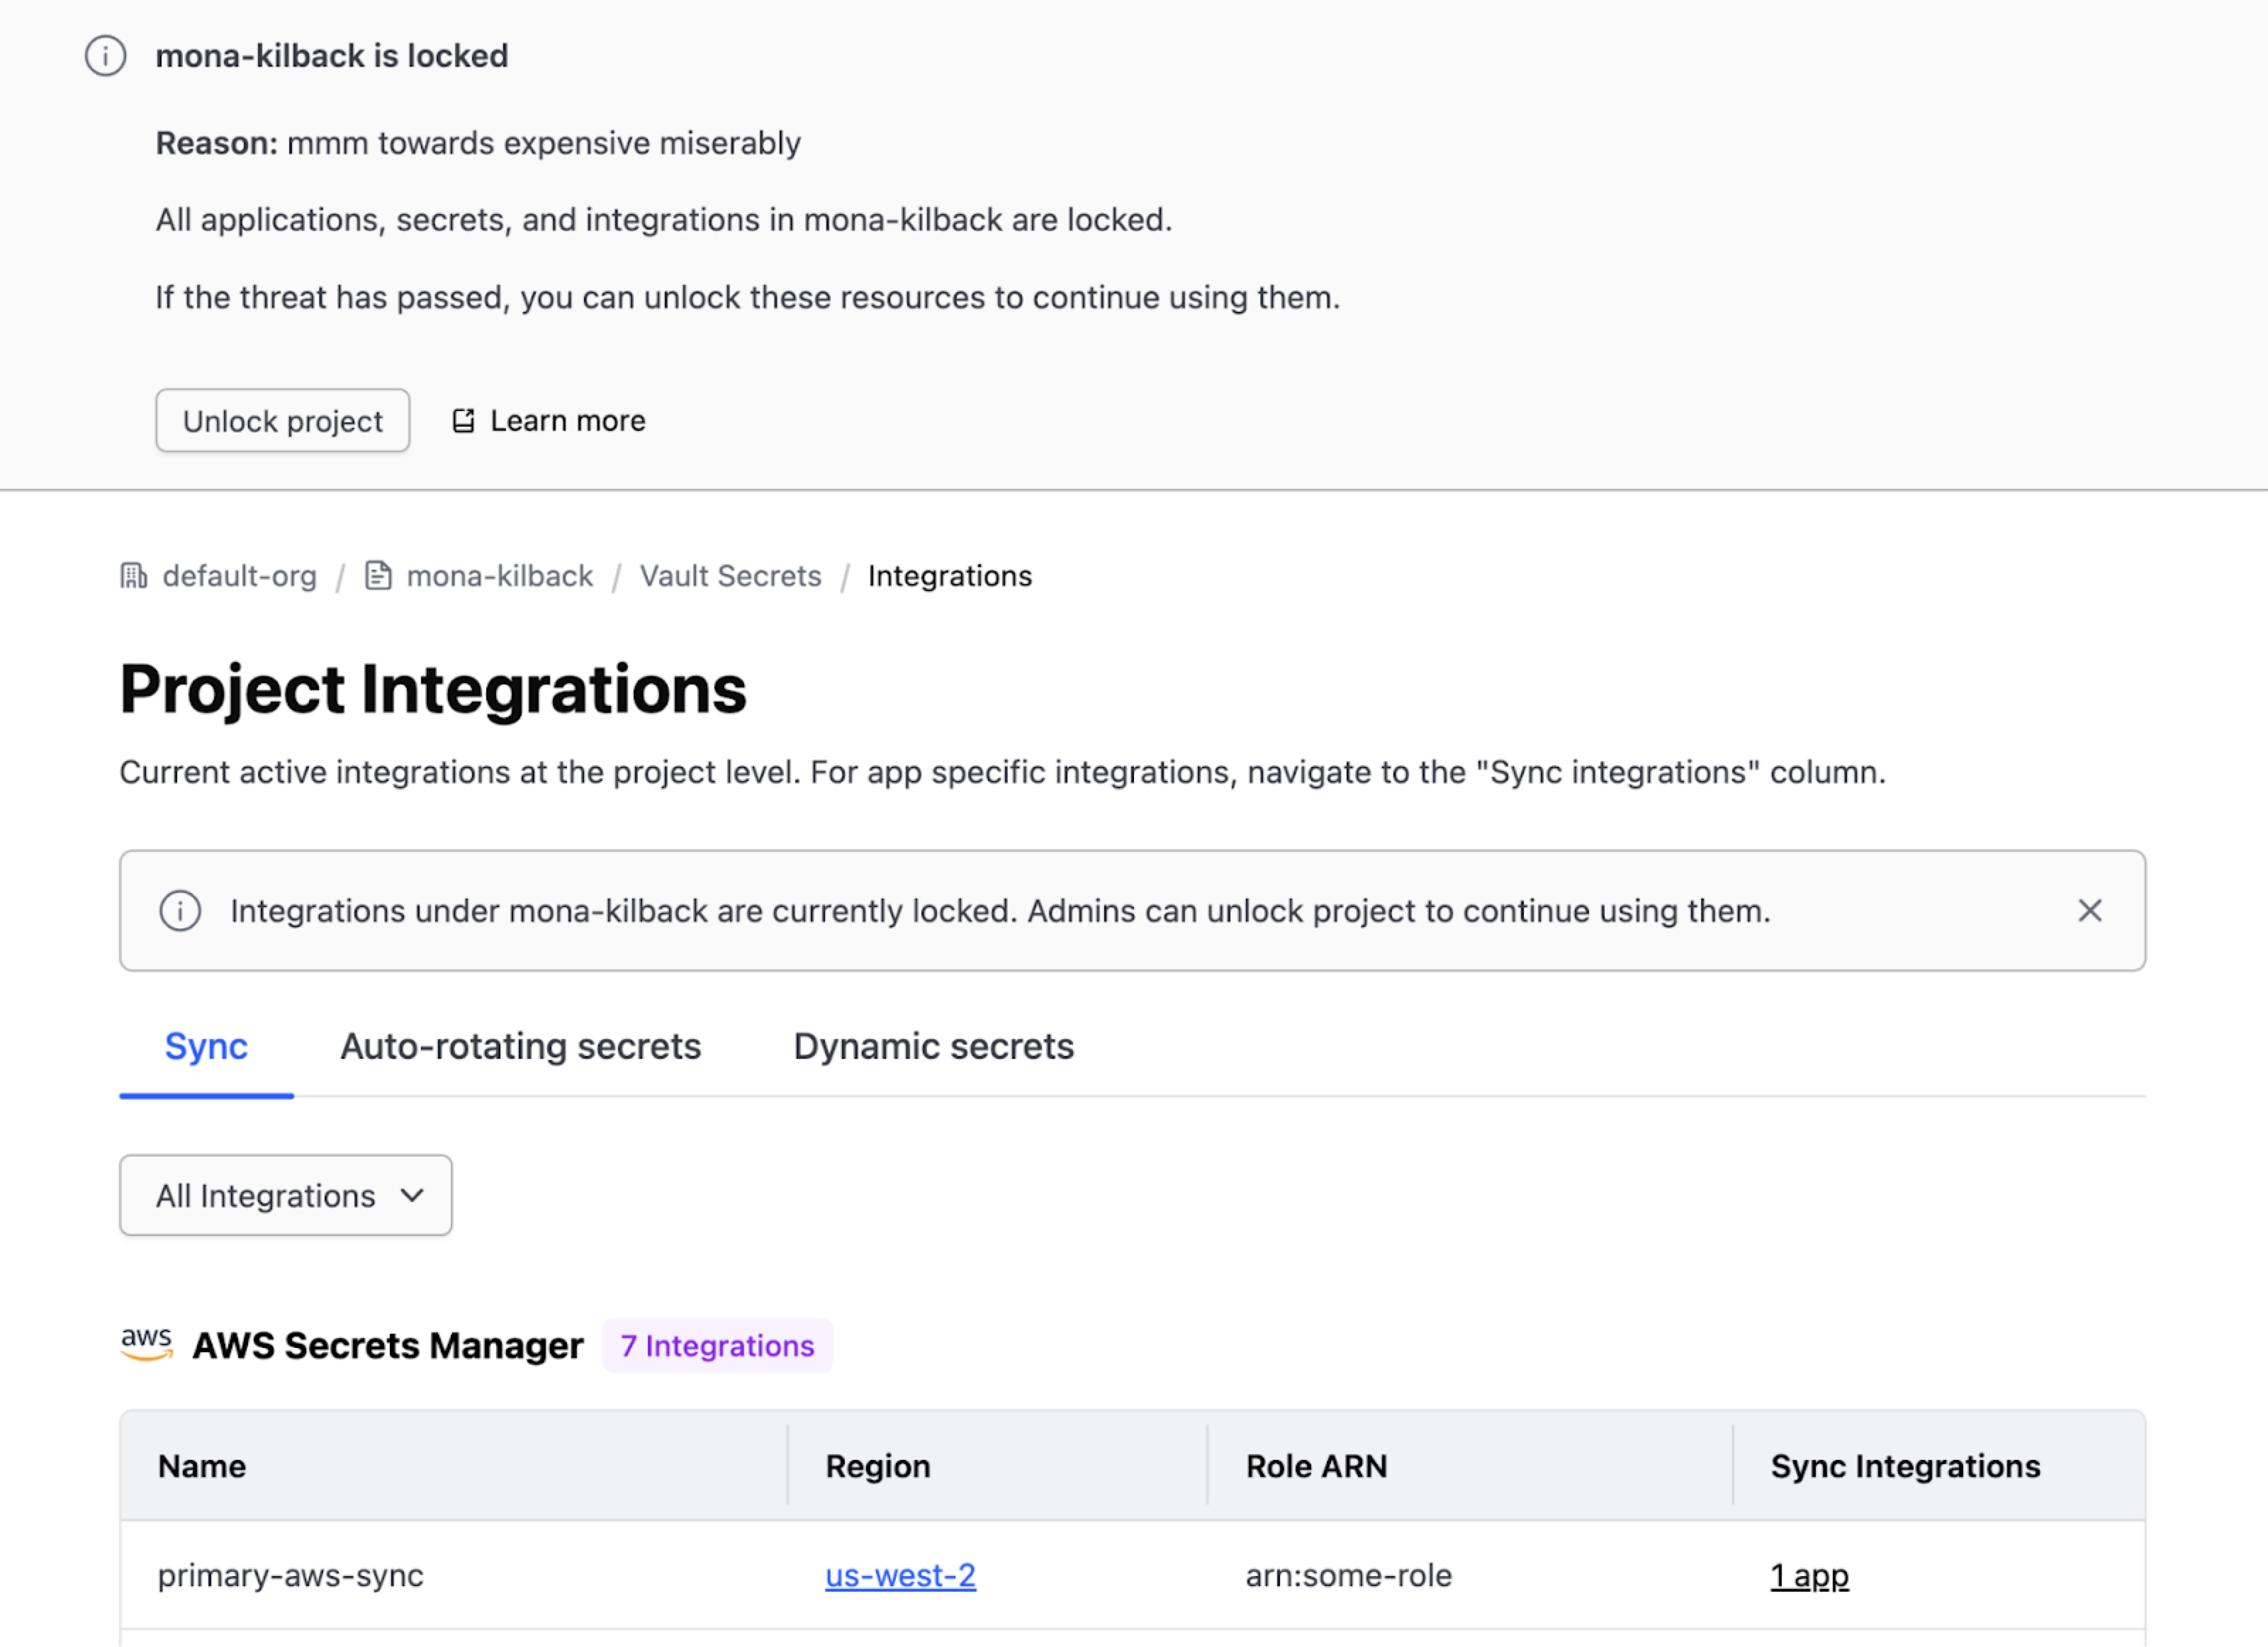 mona-kilback is locked
Reason: mmm towards expensive miserably
All applications, secrets, and integrations in mona-kilback are locked.
If the threat has passed, you can unlock these resources to continue using them.
Unlock project Learn more
default-org / mona-kilback / Vault Secrets / Integrations
Project Integrations
Current active integrations at the project level. For app specific integrations, navigate to the "Sync integrations" column.
Integrations under mona-kilback are currently locked. Admins can unlock project to continue using them.
Sync Auto-rotating secrets Dynamic secrets
All Integrations
aws AWS Secrets Manager 7 Integrations
Name Region Role ARN Sync Integrations
primary-aws-sync us-west-2 arn:some-role 1 app